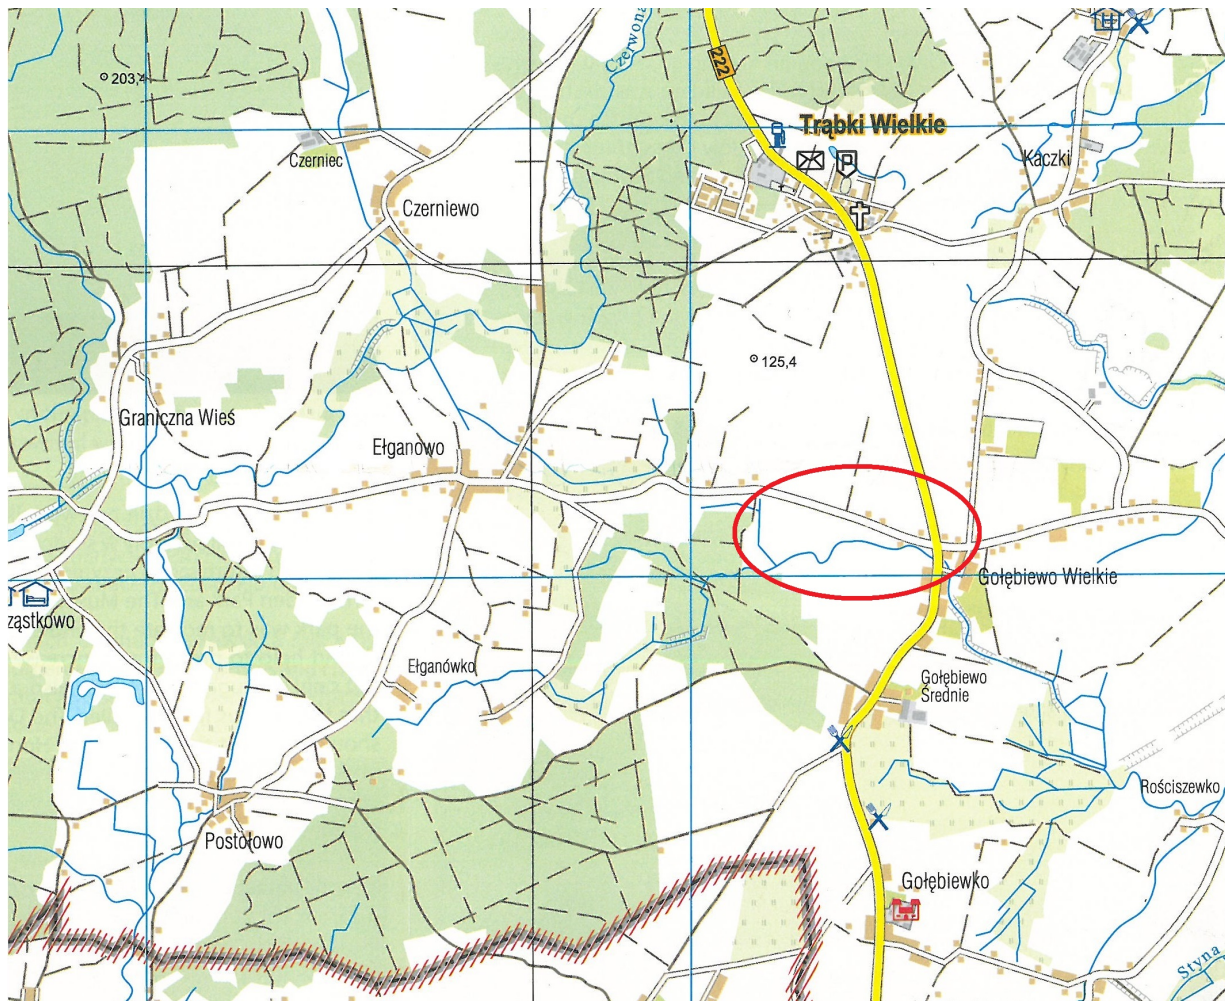 Czerwona
222
203,4
Trąbki Wielkie
P
Czerniec
Kaczki
Czerniewo
125,4
Graniczna Wieś
Ełganowo
Gołębiewo Wielkie
ząstkowo
Ełganówko
Gołębiewo
Średnie
Rościszewko
Postołowo
Gołębiewko
Styna